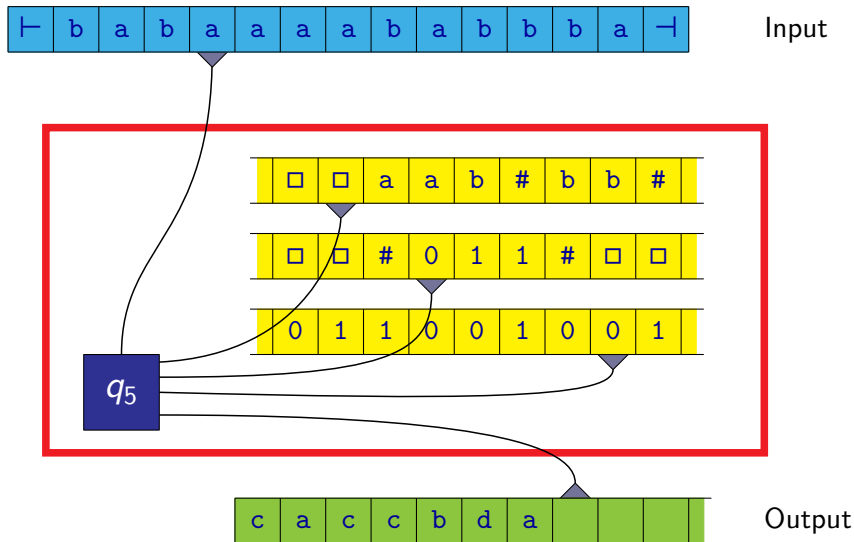 ⊢ b a b a a a a b a b b b a ⊣ Input
□ □ a a b # b b #
□ □ # 0 1 1 # □ □
0 1 1 0 0 1 0 0 1
q5
c a c c b d a Output